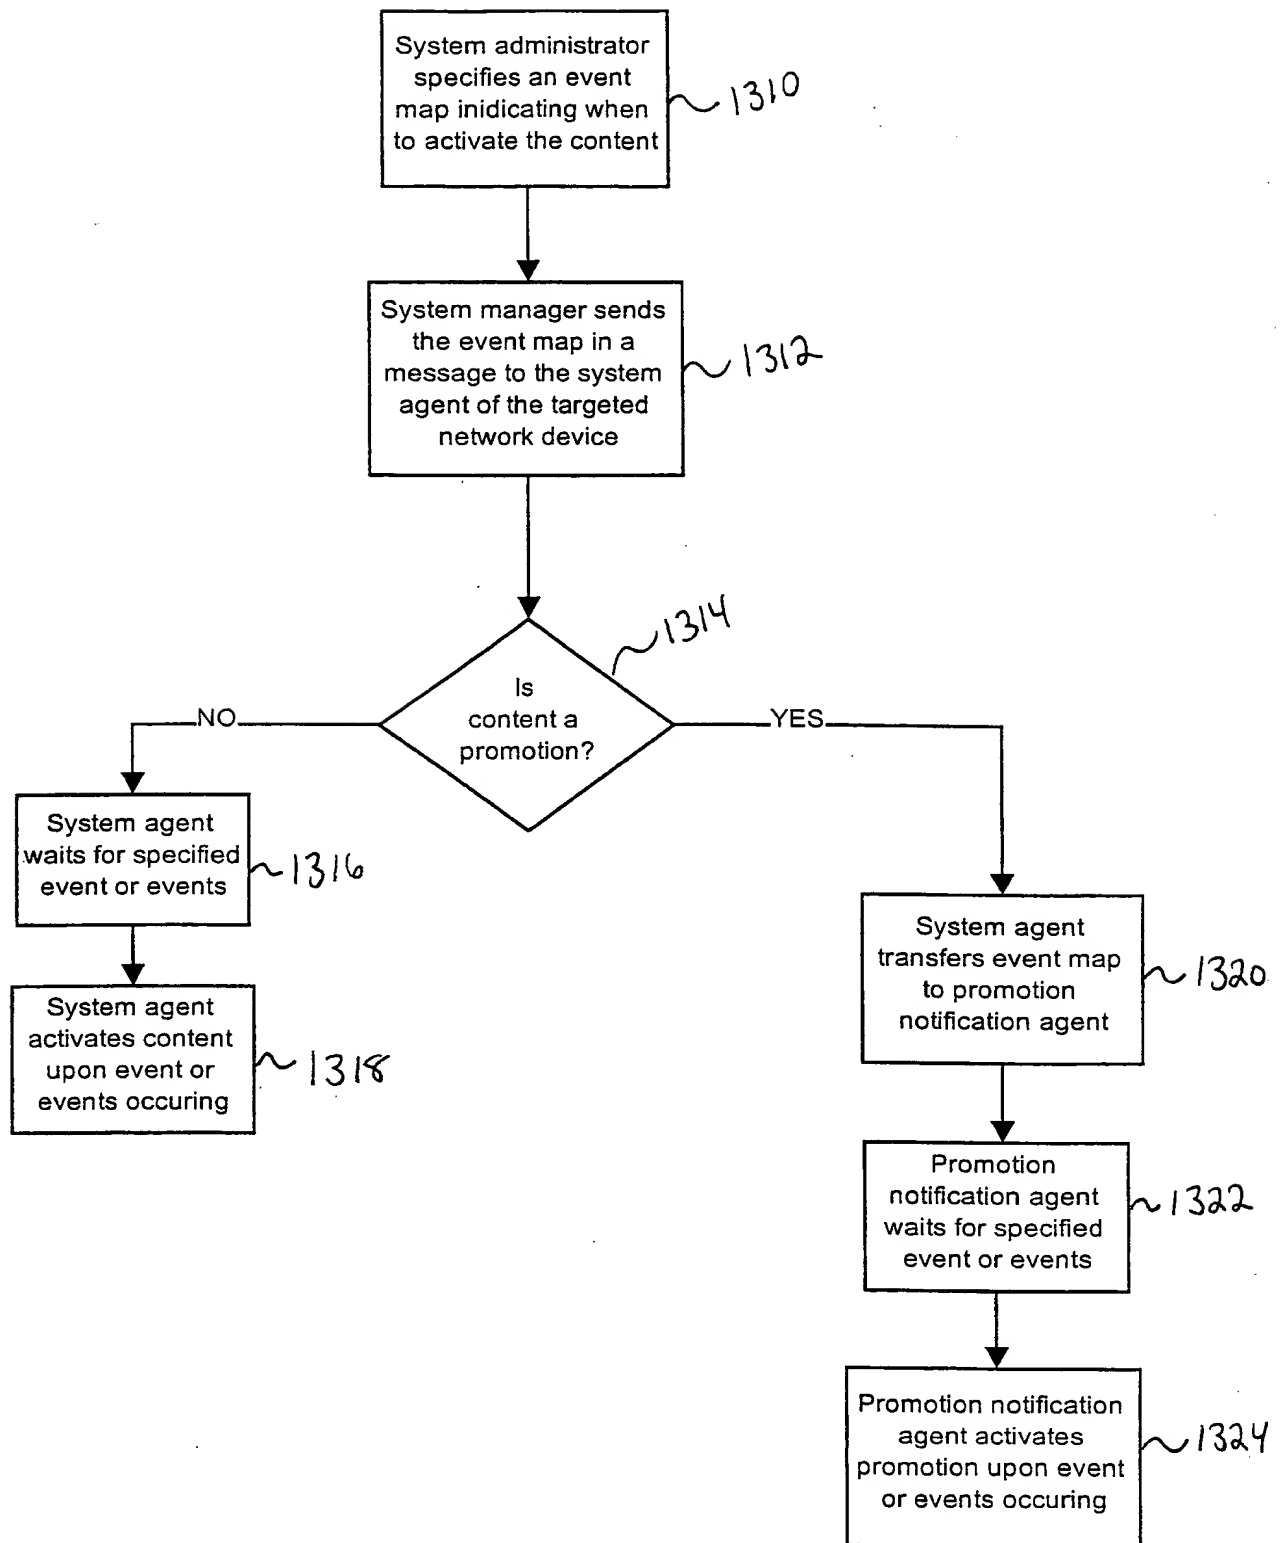 System administrator
specifies an event
map inidicating when
to activate the content
1310
System manager sends
the event map in a
message to the system
agent of the targeted
network device
1312
1314
Is
content a
promotion?
NO
YES
System agent
waits for specified
event or events
1316
System agent
activates content
upon event or
events occuring
1318
System agent
transfers event map
to promotion
notification agent
1320
Promotion
notification agent
waits for specified
event or events
1322
Promotion notification
agent activates
promotion upon event
or events occuring
1324